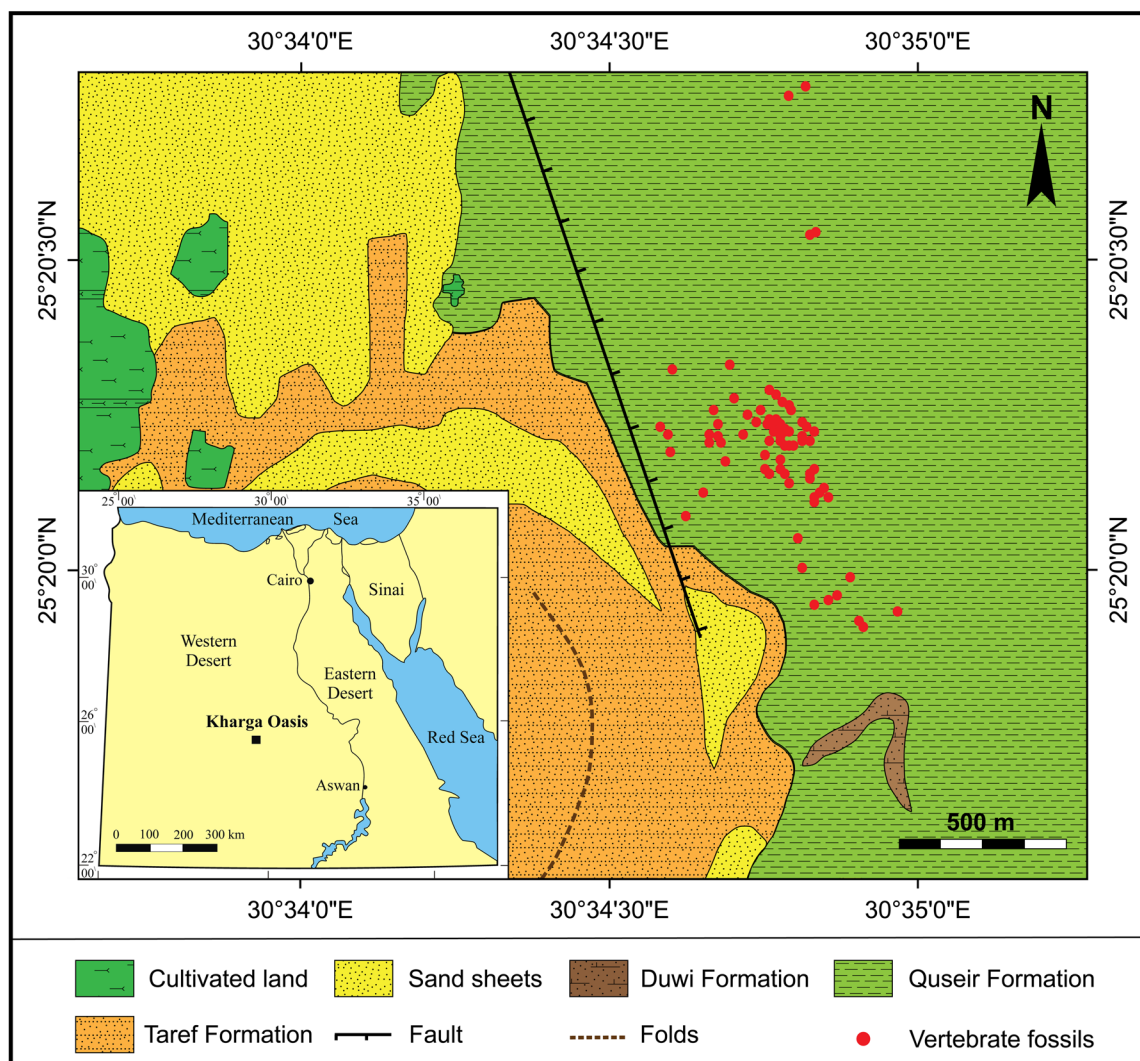 30°34'0"E 30°34'30"E 30°35'0"E
N
25°20'30"N 25°20'30"N
25°20'0"N 25°20'0"N
25°00' 30°00' 35°00'
Mediterranean Sea
Cairo
Sinai
30°00'
Western
Desert
Eastern
Desert
26°00'
Kharga Oasis
Red Sea
Aswan
0 100 200 300 km
22°00'
500 m
30°34'0"E 30°34'30"E 30°35'0"E
Cultivated land Sand sheets Duwi Formation Quseir Formation
Taref Formation Fault Folds Vertebrate fossils